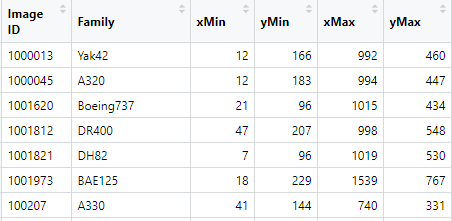 Image ID Family xMin yMin xMax yMax
1000013 Yak42 12 166 992 460
1000045 A320 12 183 994 447
1001620 Boeing737 21 96 1015 434
1001812 DR400 47 207 998 548
1001821 DH82 7 96 1019 530
1001973 BAE125 18 229 1539 767
100207 A330 41 144 740 331